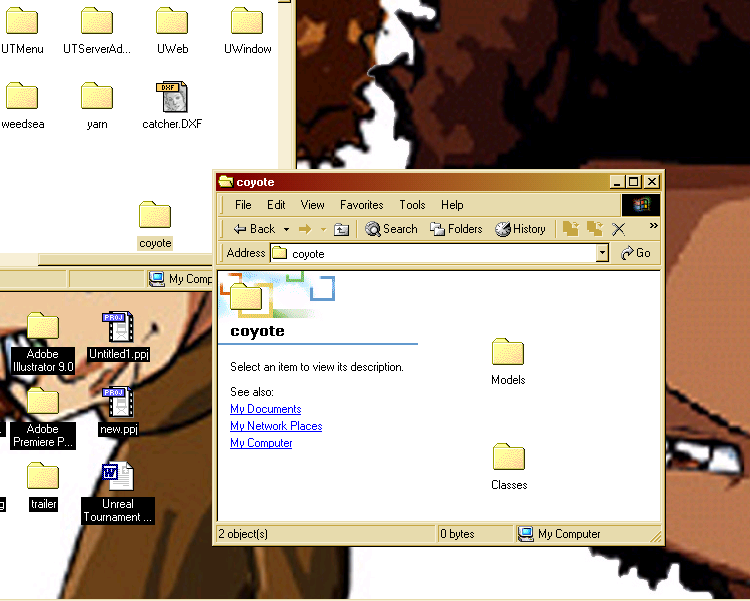 UTMenu
UTServerAd...
UWeb
UWindow
weedsea
yarn
DXF
catcher.DXF
coyote
My Comp
coyote
File Edit View Favorites Tools Help
Back Search Folders History »
Address coyote Go
coyote
Select an item to view its description.
See also:
My Documents
My Network Places
My Computer
Models
Classes
2 object(s) 0 bytes My Computer
Adobe
Illustrator 9.0
PROJ
Untitled1.ppj
Adobe
Premiere P...
PROJ
new.ppj
g
trailer
W
Unreal
Tournament ...